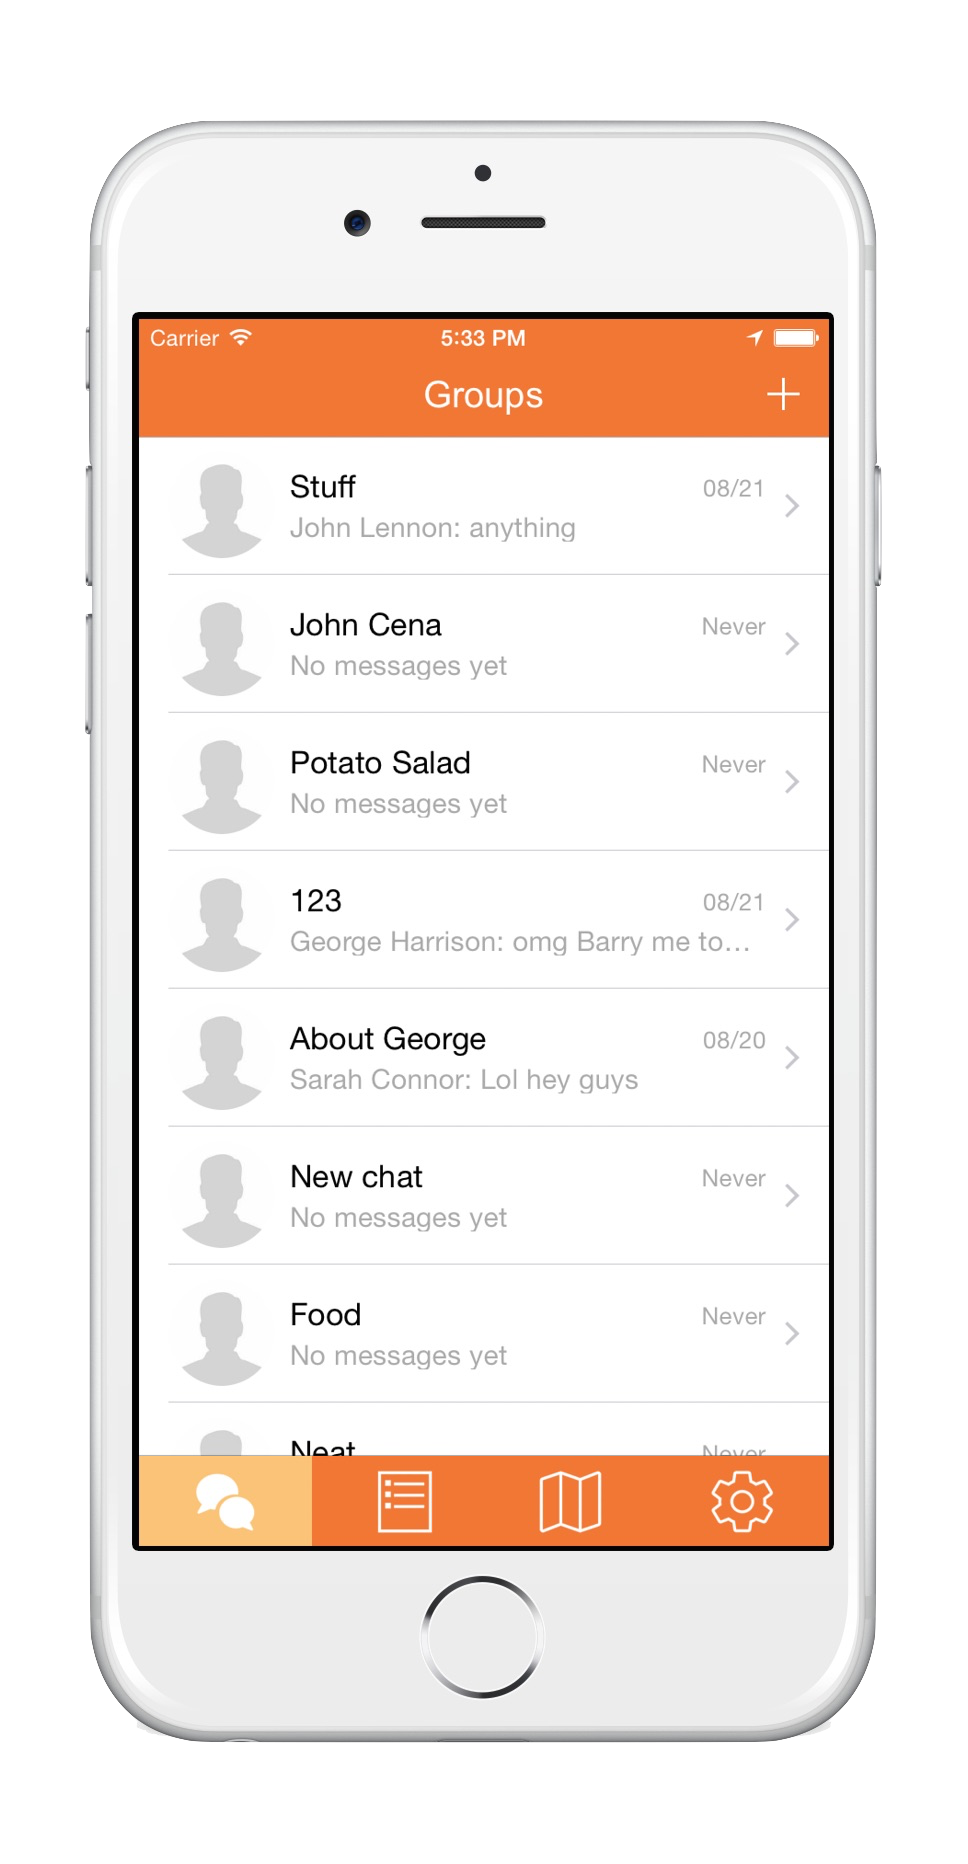 Carrier 5:33 PM
Groups
Stuff 08/21
John Lennon: anything
John Cena Never
No messages yet
Potato Salad Never
No messages yet
123 08/21
George Harrison: omg Barry me to...
About George 08/20
Sarah Connor: Lol hey guys
New chat Never
No messages yet
Food Never
No messages yet
Neat Never